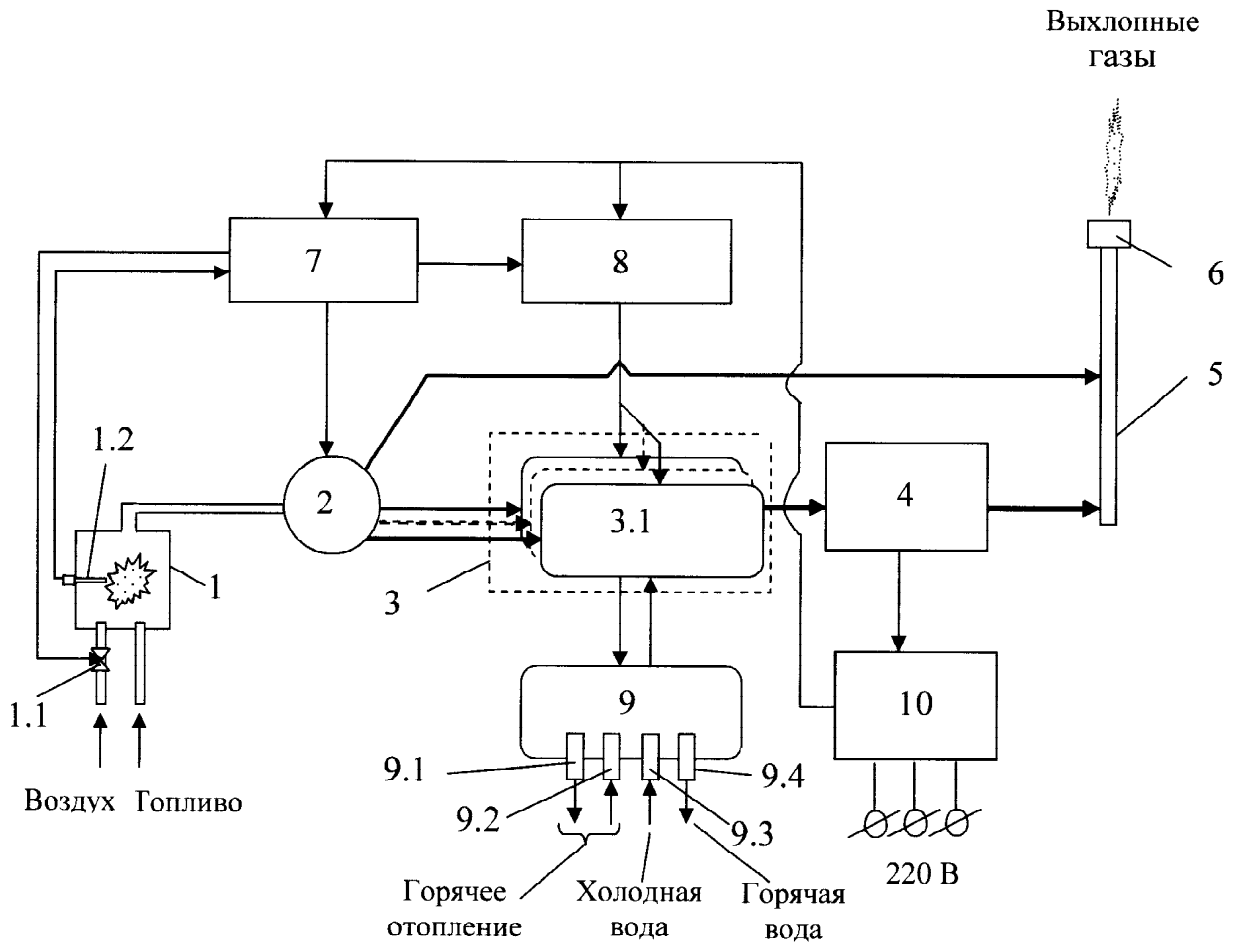 Выхлопные
газы
7
8
6
5
1.2
2
4
3.1
1
3
9
10
1.1
9.1
9.4
9.2
9.3
Воздух Топливо
220 В
Горячее
отопление
Холодная
вода
Горячая
вода